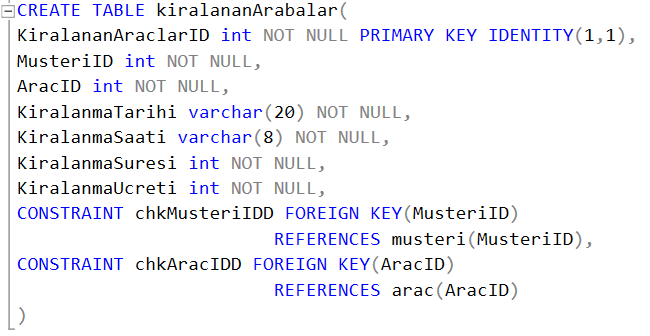 CREATE TABLE kiralananArabalar(
KiralananAraclarID int NOT NULL PRIMARY KEY IDENTITY(1,1),
MusteriID int NOT NULL,
AracID int NOT NULL,
KiralanmaTarihi varchar(20) NOT NULL,
KiralanmaSaati varchar(8) NOT NULL,
KiralanmaSuresi int NOT NULL,
KiralanmaUcreti int NOT NULL,
CONSTRAINT chkMusteriIDD FOREIGN KEY(MusteriID)
REFERENCES musteri(MusteriID),
CONSTRAINT chkAracIDD FOREIGN KEY(AracID)
REFERENCES arac(AracID)
)